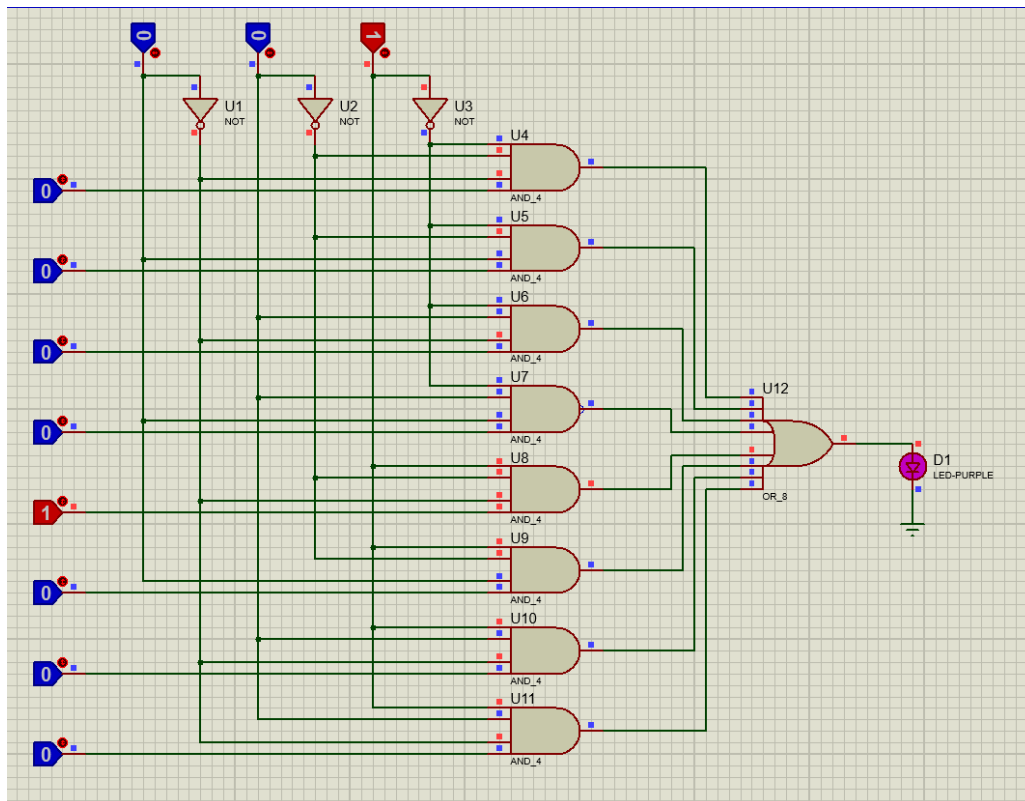 0 0 1
U1 U2 U3
NOT NOT NOT
U4
0
AND_4
U5
0
AND_4
U6
0
AND_4
U7
0
AND_4
U12
U8
D1
LED-PURPLE
OR_8
1
AND_4
U9
0
AND_4
U10
0
AND_4
U11
0
AND_4